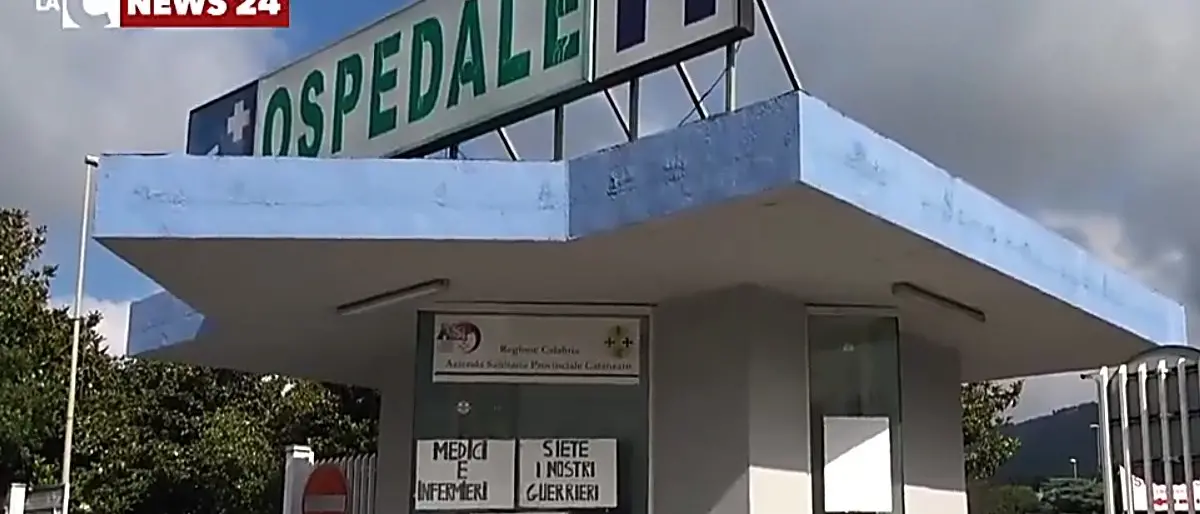 LA C NEWS 24
OSPEDALE
ASP
Regione Calabria
Azienda Sanitaria Provinciale Catanzaro
MEDICI
E
INFERMIERI
SIETE
I NOSTRI
GUERRIERI